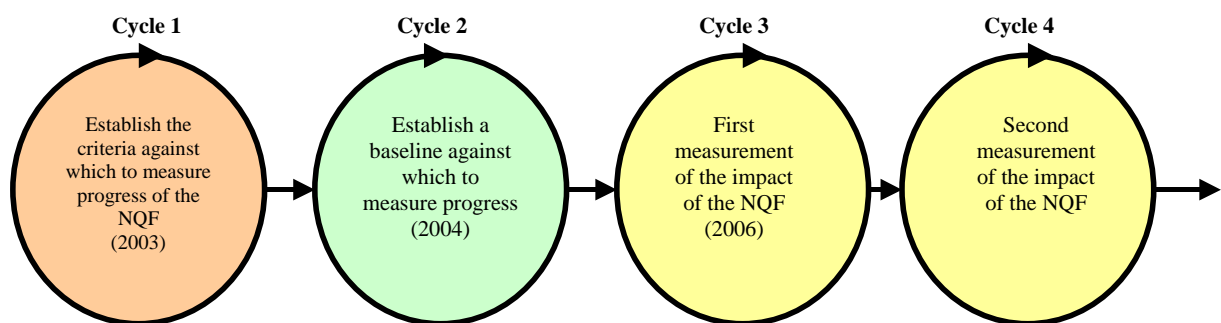 Cycle 1
Establish the
criteria against
which to measure
progress of the
NQF
(2003)
Cycle 2
Establish a
baseline against
which to
measure progress
(2004)
Cycle 3
First
measurement
of the impact
of the NQF
(2006)
Cycle 4
Second
measurement
of the impact
of the NQF